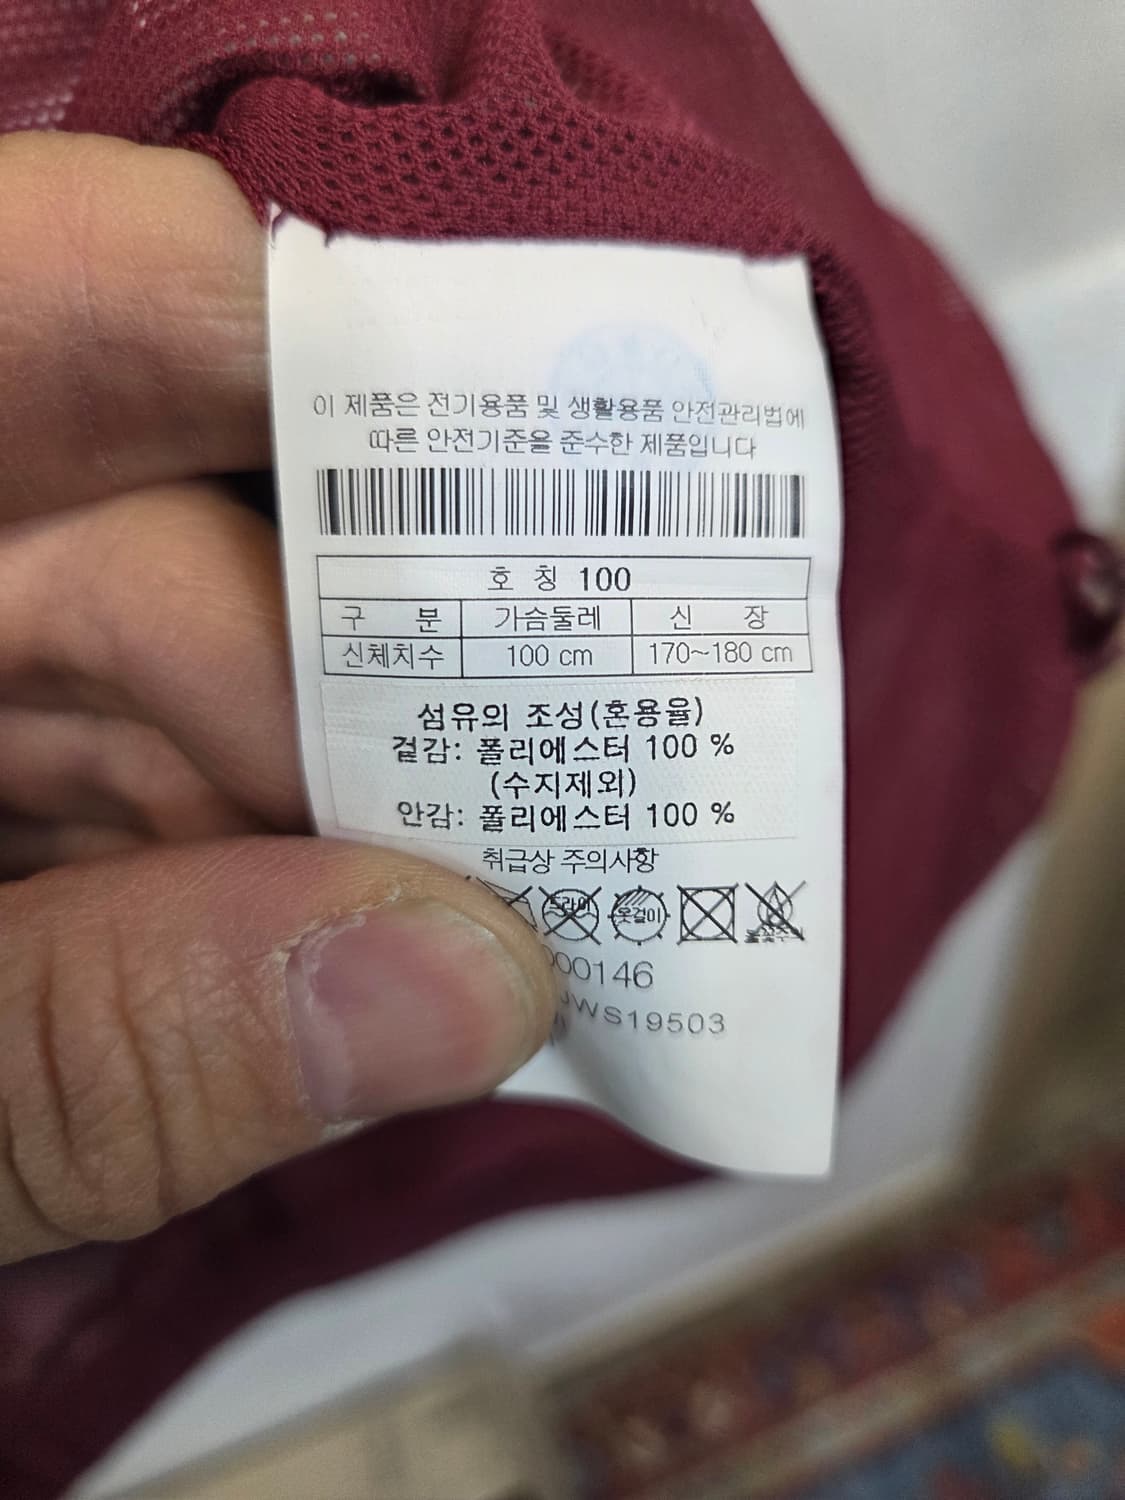 이 제품은 전기용품 및 생활용품 안전관리법에
따른 안전기준을 준수한 제품입니다
호 칭 100
구 분 가슴둘레 신 장
신체치수 100 cm 170~180 cm
섬유의 조성(혼용율)
겉감: 폴리에스터 100 %
(수지제외)
안감: 폴리에스터 100 %
취급상 주의사항
드라이 옷걸이
000146
JWS19503